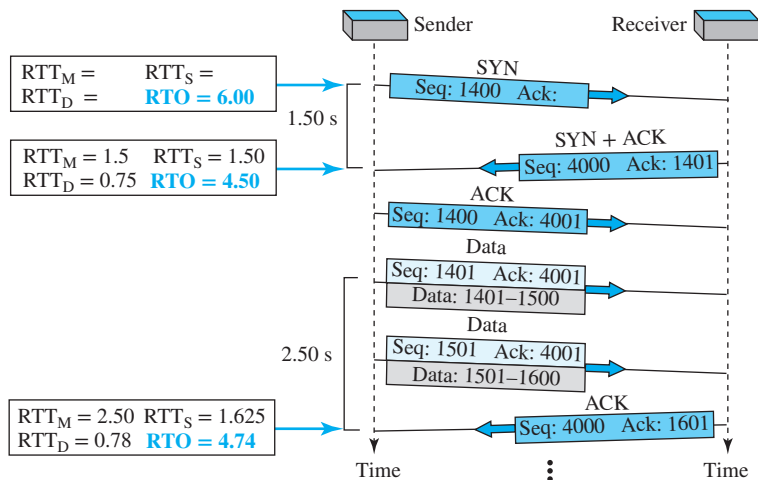 Sender
Receiver
RTT_M =    RTT_S =
RTT_D =    RTO = 6.00
SYN
Seq: 1400    Ack:
1.50 s
SYN + ACK
Seq: 4000    Ack: 1401
RTT_M = 1.5    RTT_S = 1.50
RTT_D = 0.75    RTO = 4.50
ACK
Seq: 1400    Ack: 4001
Data
Seq: 1401    Ack: 4001
Data: 1401–1500
Data
2.50 s
Seq: 1501    Ack: 4001
Data: 1501–1600
ACK
Seq: 4000    Ack: 1601
RTT_M = 2.50    RTT_S = 1.625
RTT_D = 0.78    RTO = 4.74
Time
Time